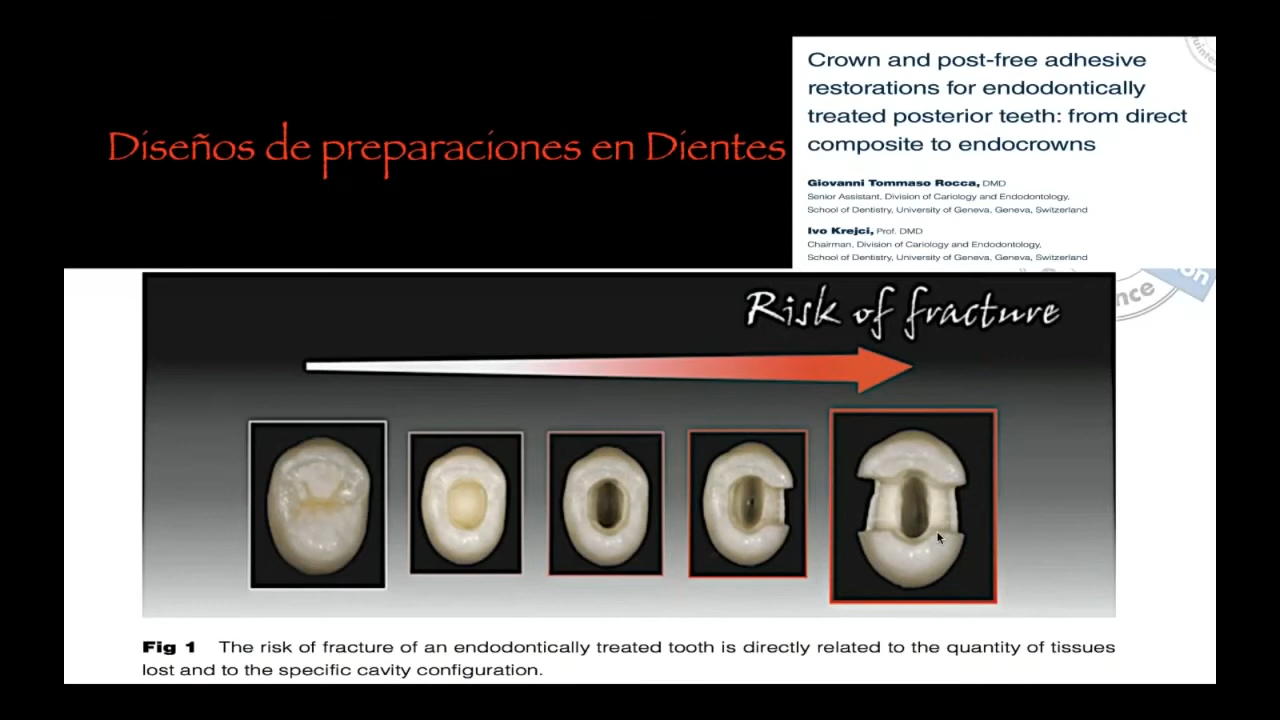 Diseños de preparaciones en Dientes
Crown and post-free adhesive
restorations for endodontically
treated posterior teeth: from direct
composite to endocrowns
Giovanni Tommaso Rocca, DMD
Senior Assistant, Division of Cariology and Endodontology,
School of Dentistry, University of Geneva, Geneva, Switzerland
Ivo Krejci, Prof. DMD
Chairman, Division of Cariology and Endodontology,
School of Dentistry, University of Geneva, Geneva, Switzerland
Risk of fracture
Fig 1 The risk of fracture of an endodontically treated tooth is directly related to the quantity of tissues
lost and to the specific cavity configuration.